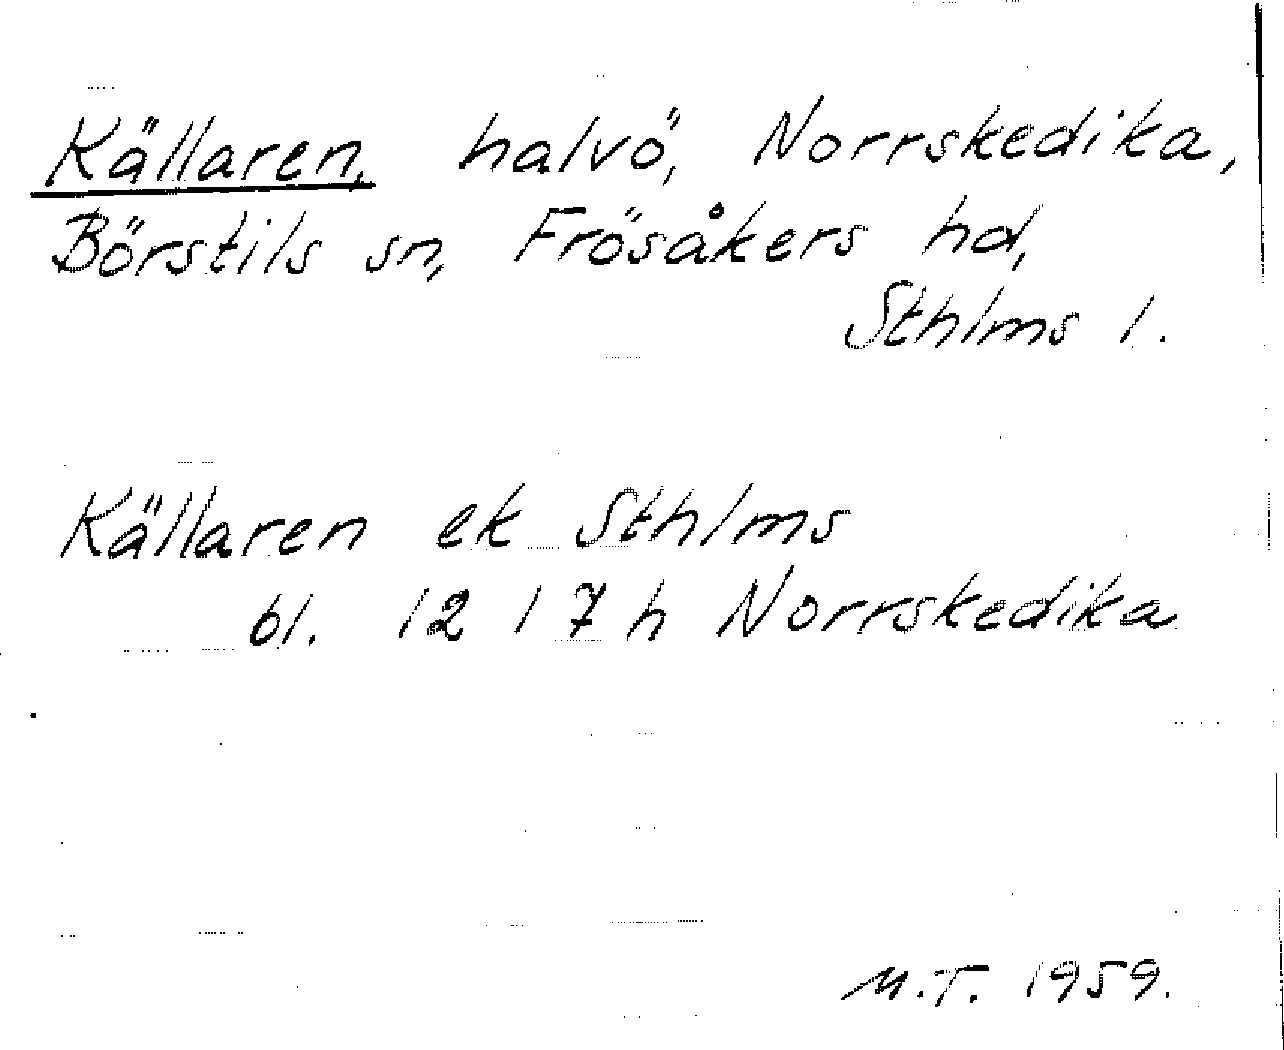 Källaren, halvö, Norrskedika,
Börstils sn, Frösåkers hd,
Sthlms l.
Källaren ek Sthlms
bl. 12 I 7 h Norrskedika
M.T. 1959.